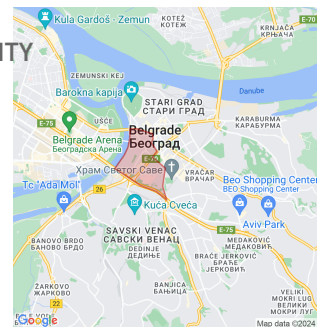 ITY
Kula Gardoš - Zemun
KOTEŽ
КОТЕЖ
KRNJAČA
КРЊАЧА
ZEMUNSKI KEJ
Barokna kapija
Danube
STARI GRAD
СТАРИ ГРАД
E-75
UŠĆE
KARABURMA
КАРАБУРМА
Belgrade
Београд
Belgrade Arena
Београдска Арена
E-75
Храм Светог Саве
VRAČAR
ВРАЧАР
Beo Shopping Center
BEO Shopping Center
Tc "Ada Mol"
Kuća Cveća
E-75
Aviv Park
SAVSKI VENAC
САВСКИ ВЕНАЦ
BANOVO BRDO
БАНОВО БРДО
DEDINJE
ДЕДИЊЕ
MEDAKOVIĆ
МЕДАКОВИЋ
BRAĆE JERKOVIĆ
БРАЋЕ ЈЕРКОВИЋ
ŽARKOVO
ЖАРКОВО
BANJICA
БАЊИЦА
VELIKI
MOKRI LUG
ВЕЛИКИ
МОКРИ ЛУГ
22
Google
Map data ©2024